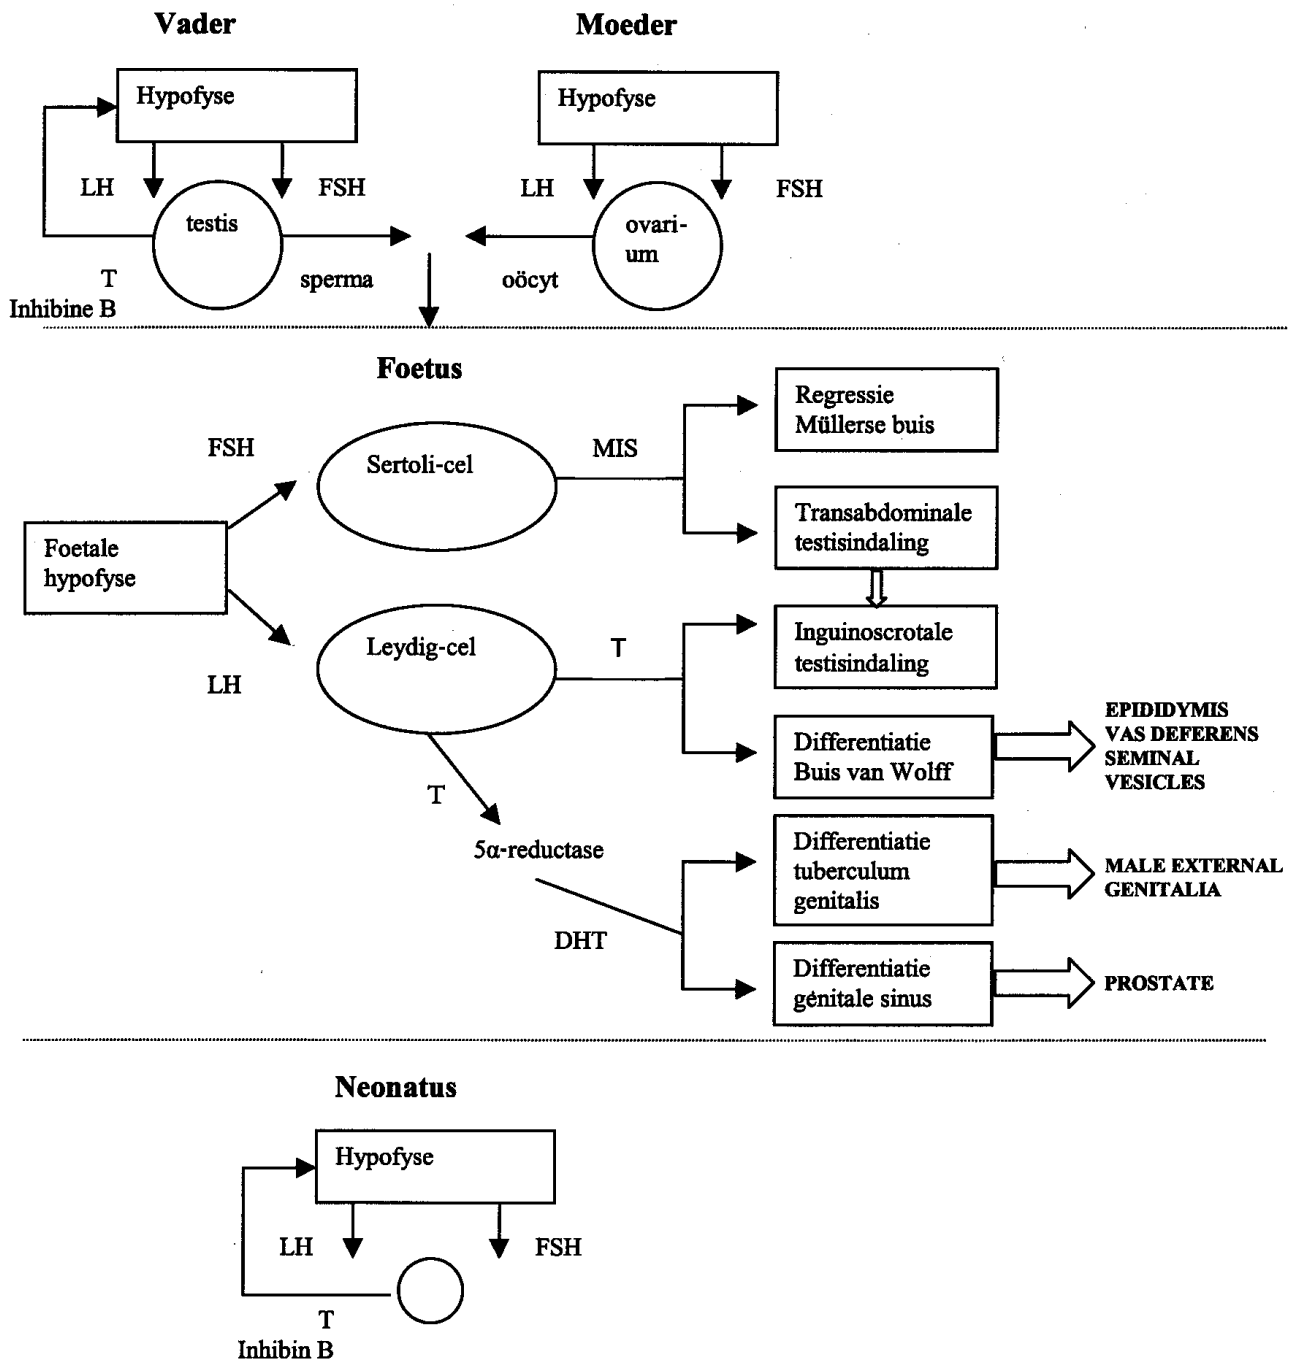 Vader
Moeder
Hypofyse
Hypofyse
LH
FSH
LH
FSH
testis
ovari-
um
T
Inhibine B
sperma
oöcyt
Foetus
FSH
Sertoli-cel
MIS
Regressie
Müllerse buis
Transabdominale
testisindaling
Foetale
hypofyse
LH
Leydig-cel
T
Inguinoscrotale
testisindaling
Differentiatie
Buis van Wolff
EPIDIDYMIS
VAS DEFERENS
SEMINAL
VESICLES
T
5α-reductase
DHT
Differentiatie
tuberculum
genitalis
MALE EXTERNAL
GENITALIA
Differentiatie
genitale sinus
PROSTATE
Neonatus
Hypofyse
LH
FSH
T
Inhibin B